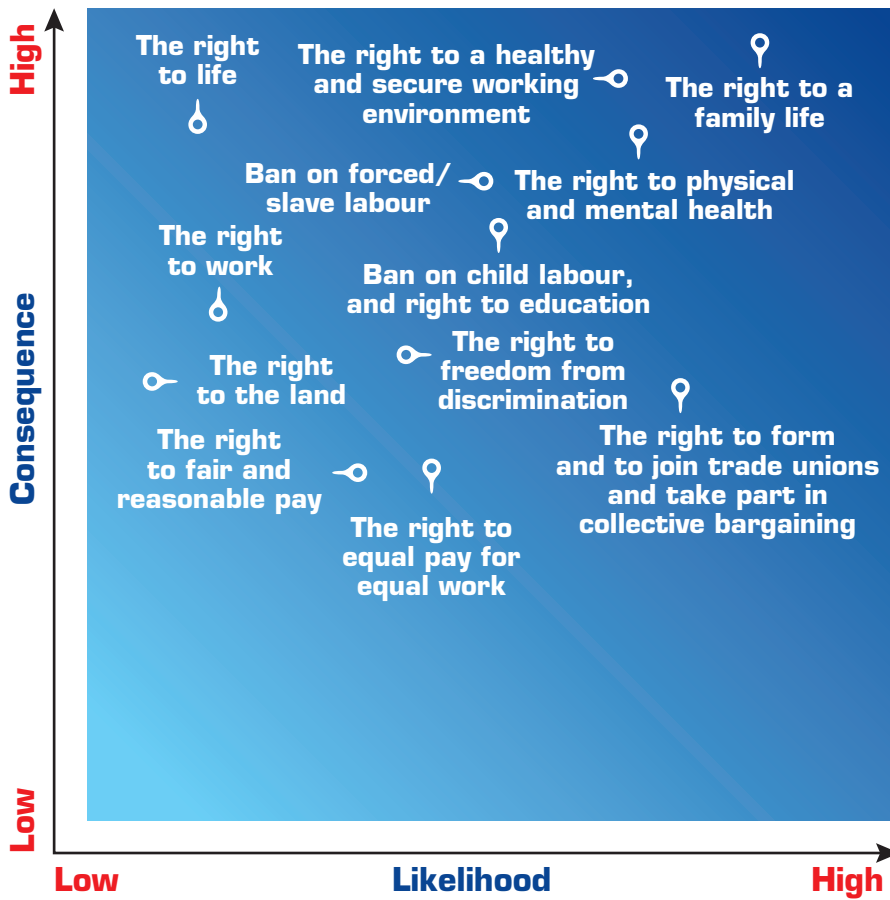 High
The right
to life
The right to a healthy
and secure working
environment
The right to a
family life
Ban on forced/
slave labour
The right to physical
and mental health
The right
to work
Ban on child labour,
and right to education
Consequence
The right
to the land
The right to
freedom from
discrimination
The right
to fair and
reasonable pay
The right to form
and to join trade unions
and take part in
collective bargaining
The right to
equal pay for
equal work
Low
Low
Likelihood
High